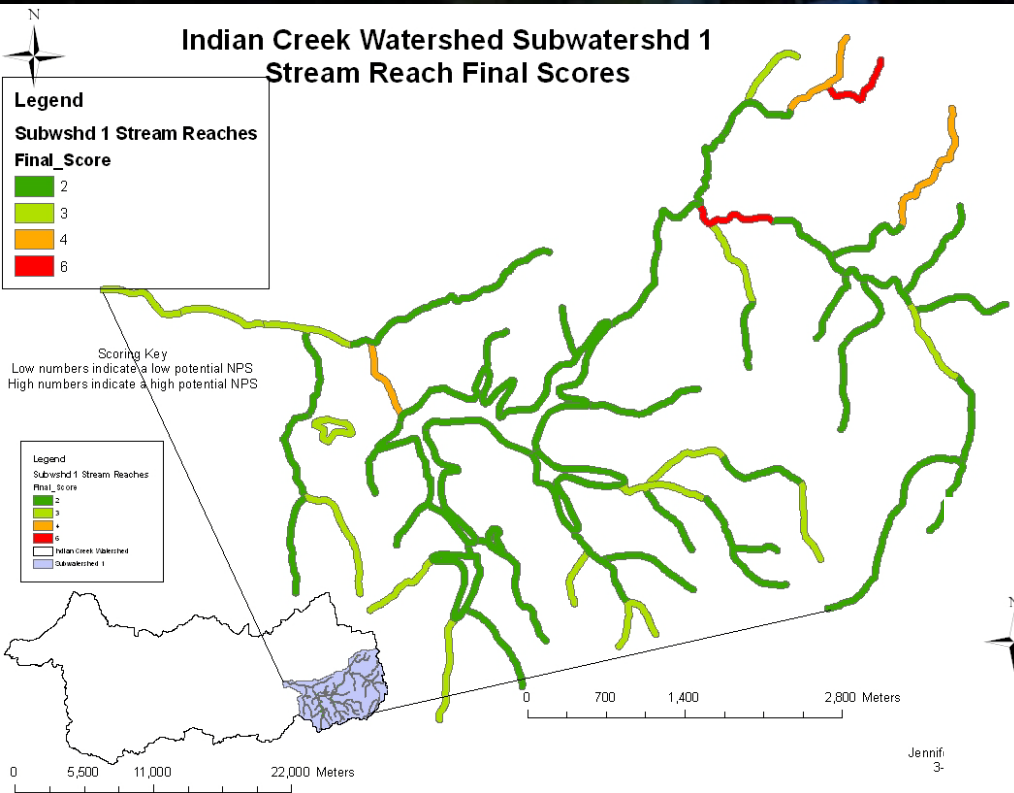 N
Indian Creek Watershed Subwatershd 1
Stream Reach Final Scores
Legend
Subwshd 1 Stream Reaches
Final_Score
2
3
4
6
Scoring Key
Low numbers indicate a low potential NPS
High numbers indicate a high potential NPS
Legend
Subwshd 1 Stream Reaches
Final_Score
2
3
4
6
Indian Creek Watershed
Subwatershed 1
N
0 700 1,400 2,800 Meters
0 5,500 11,000 22,000 Meters
Jennif
3-